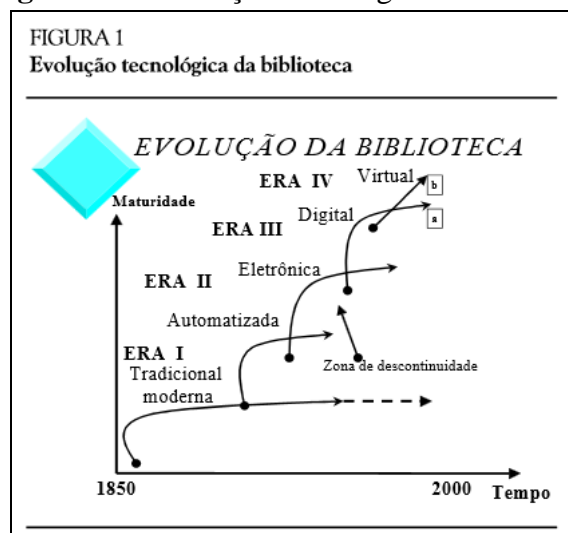 FIGURA 1
Evolução tecnológica da biblioteca
EVOLUÇÃO DA BIBLIOTECA
ERA IV
Virtual
b
Maturidade
Digital
a
ERA III
Eletrônica
ERA II
Automatizada
ERA I
Zona de descontinuidade
Tradicional
moderna
1850
2000
Tempo